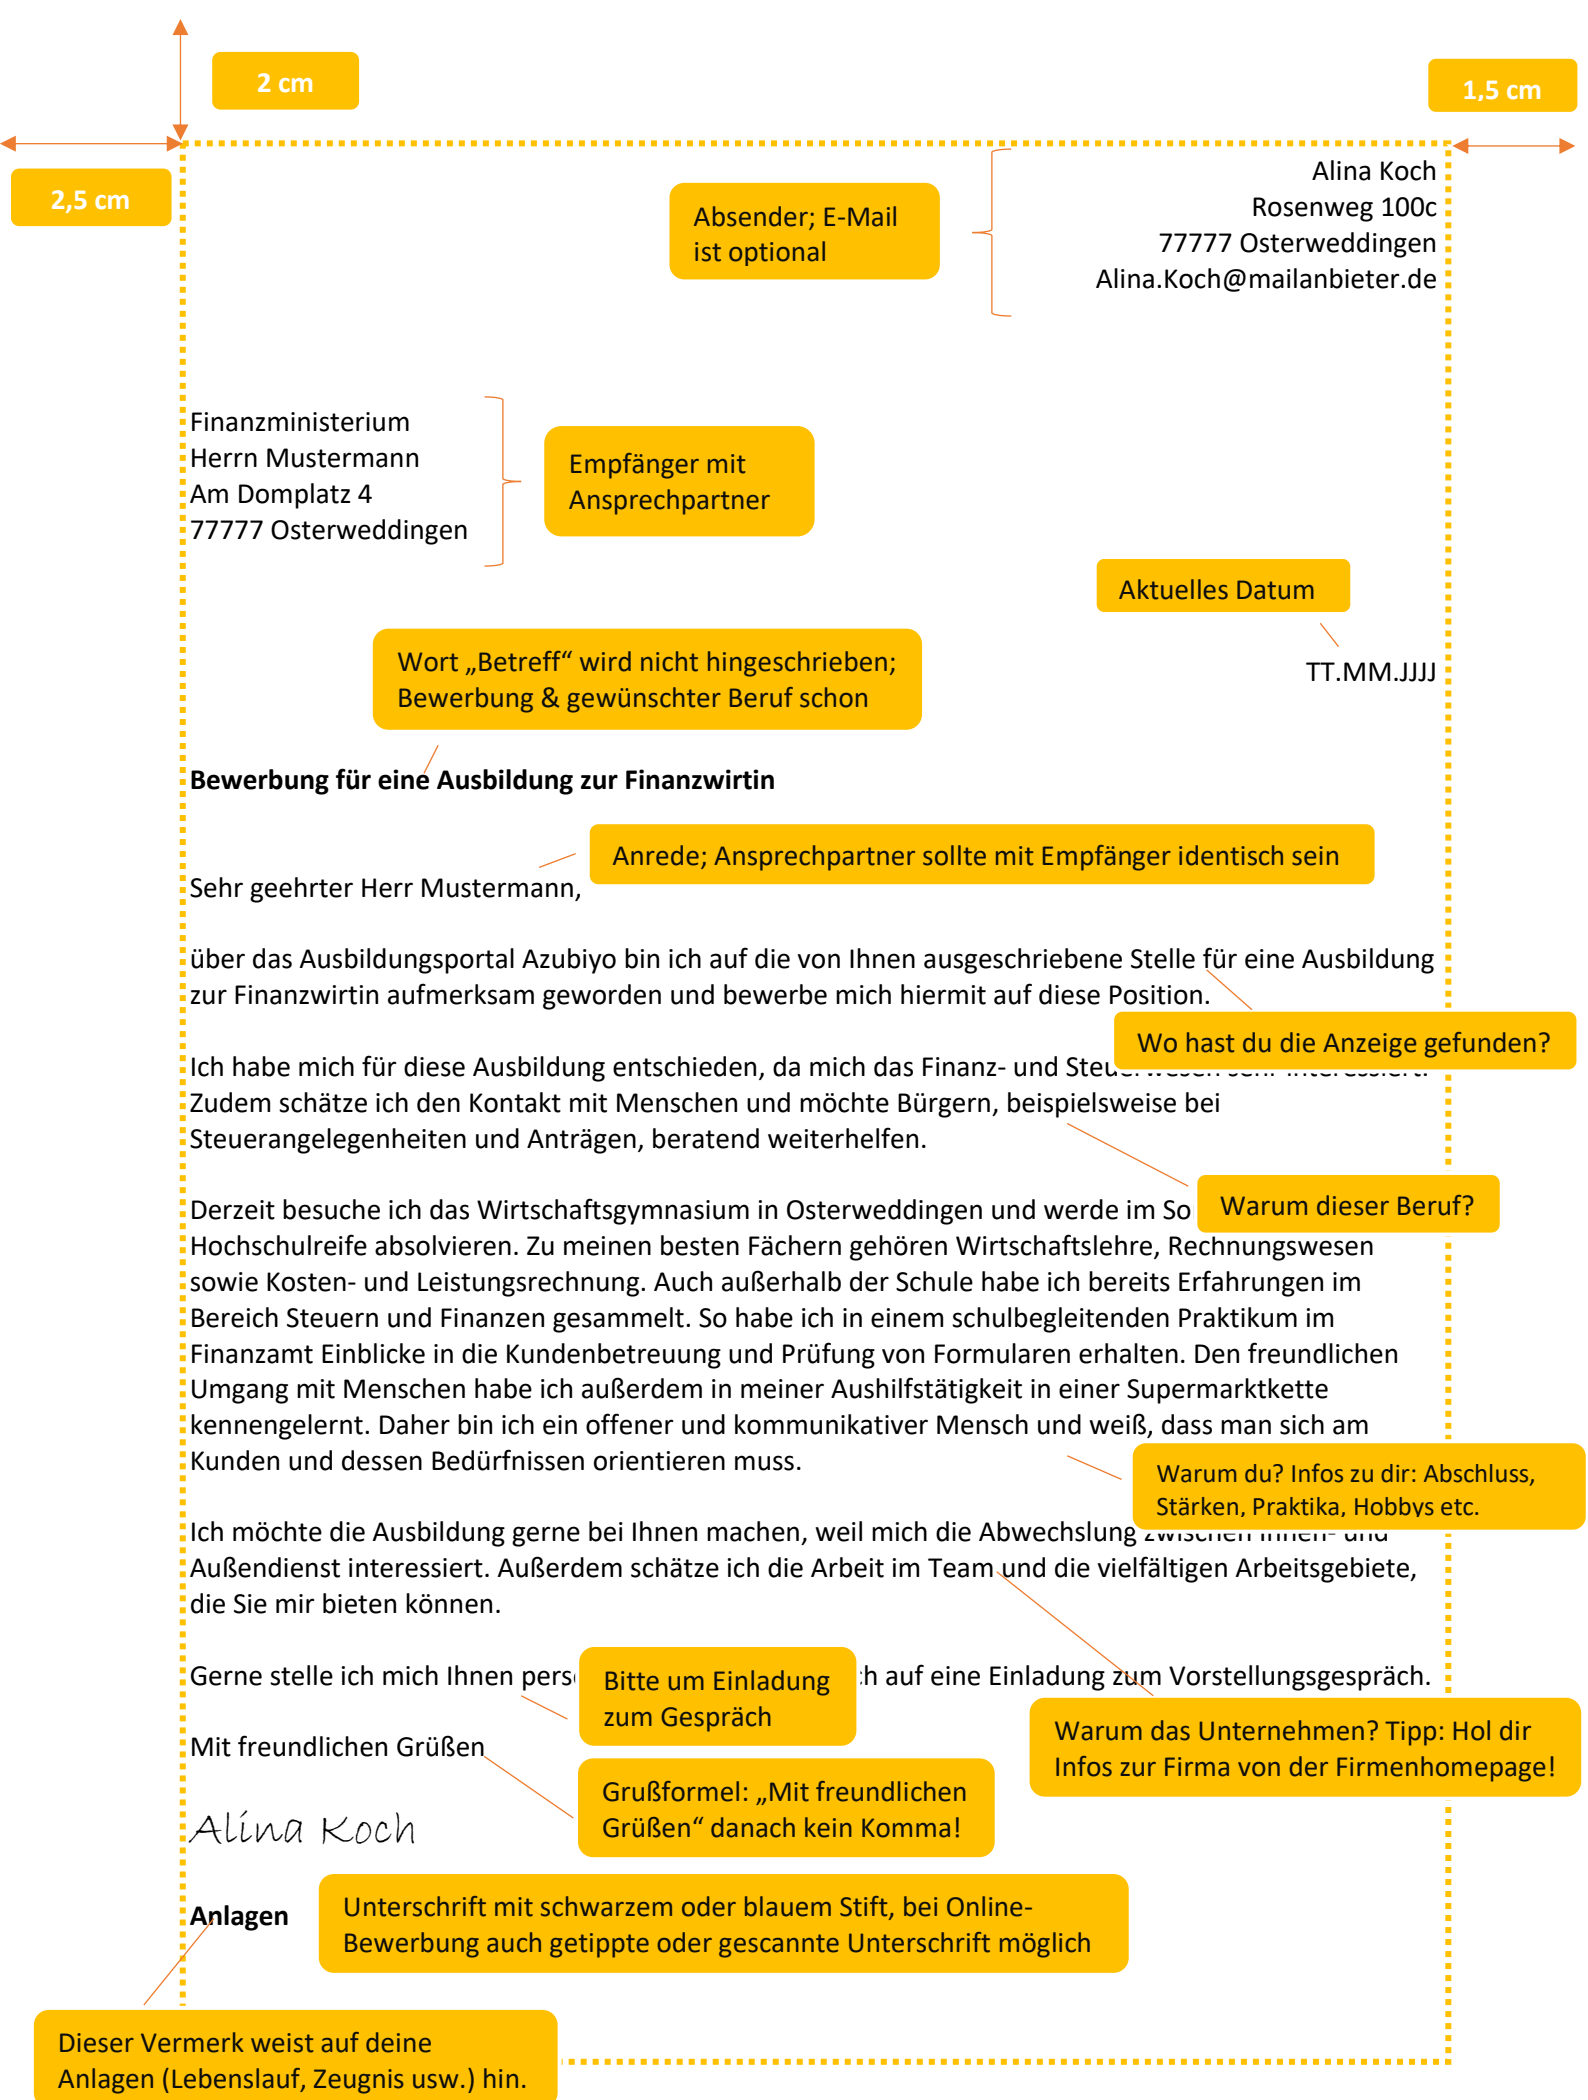 2 cm
1,5 cm
2,5 cm
Absender; E-Mail
ist optional
Alina Koch
Rosenweg 100c
77777 Osterweddingen
Alina.Koch@mailanbieter.de
Finanzministerium
Herrn Mustermann
Am Domplatz 4
77777 Osterweddingen
Empfänger mit
Ansprechpartner
Aktuelles Datum
TT.MM.JJJJ
Wort „Betreff“ wird nicht hingeschrieben;
Bewerbung & gewünschter Beruf schon
Bewerbung für eine Ausbildung zur Finanzwirtin
Anrede; Ansprechpartner sollte mit Empfänger identisch sein
Sehr geehrter Herr Mustermann,
über das Ausbildungsportal Azubiyo bin ich auf die von Ihnen ausgeschriebene Stelle für eine Ausbildung
zur Finanzwirtin aufmerksam geworden und bewerbe mich hiermit auf diese Position.
Wo hast du die Anzeige gefunden?
Ich habe mich für diese Ausbildung entschieden, da mich das Finanz- und Steuerwesen sehr interessiert.
Zudem schätze ich den Kontakt mit Menschen und möchte Bürgern, beispielsweise bei
Steuerangelegenheiten und Anträgen, beratend weiterhelfen.
Warum dieser Beruf?
Derzeit besuche ich das Wirtschaftsgymnasium in Osterweddingen und werde im So
Hochschulreife absolvieren. Zu meinen besten Fächern gehören Wirtschaftslehre, Rechnungswesen
sowie Kosten- und Leistungsrechnung. Auch außerhalb der Schule habe ich bereits Erfahrungen im
Bereich Steuern und Finanzen gesammelt. So habe ich in einem schulbegleitenden Praktikum im
Finanzamt Einblicke in die Kundenbetreuung und Prüfung von Formularen erhalten. Den freundlichen
Umgang mit Menschen habe ich außerdem in meiner Aushilfstätigkeit in einer Supermarktkette
kennengelernt. Daher bin ich ein offener und kommunikativer Mensch und weiß, dass man sich am
Kunden und dessen Bedürfnissen orientieren muss.
Warum du? Infos zu dir: Abschluss,
Stärken, Praktika, Hobbys etc.
Ich möchte die Ausbildung gerne bei Ihnen machen, weil mich die Abwechslung zwischen Innen- und
Außendienst interessiert. Außerdem schätze ich die Arbeit im Team und die vielfältigen Arbeitsgebiete,
die Sie mir bieten können.
Gerne stelle ich mich Ihnen pers
Bitte um Einladung
zum Gespräch
ch auf eine Einladung zum Vorstellungsgespräch.
Warum das Unternehmen? Tipp: Hol dir
Infos zur Firma von der Firmenhomepage!
Mit freundlichen Grüßen
Grußformel: „Mit freundlichen
Grüßen“ danach kein Komma!
Alina Koch
Anlagen
Unterschrift mit schwarzem oder blauem Stift, bei Online-
Bewerbung auch getippte oder gescannte Unterschrift möglich
Dieser Vermerk weist auf deine
Anlagen (Lebenslauf, Zeugnis usw.) hin.